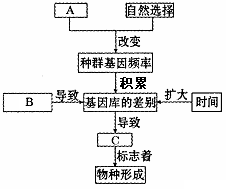 A 自然选择
改变
种群基因频率
积累
B 导致 基因库的差别 扩大 时间
导致
C
标志着
物种形成